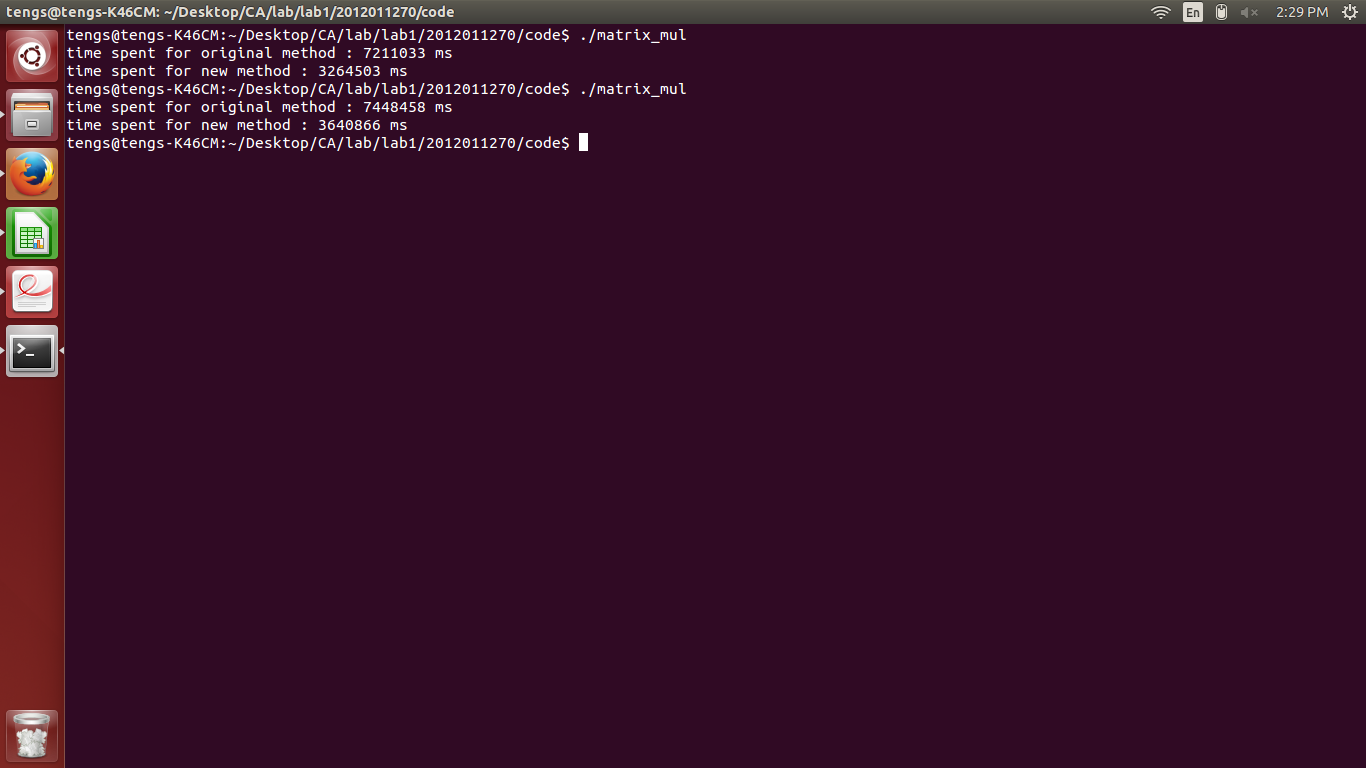 tengs@tengs-K46CM: ~/Desktop/CA/lab/lab1/2012011270/code
En
2:29 PM
tengs@tengs-K46CM:~/Desktop/CA/lab/lab1/2012011270/code$ ./matrix_mul
time spent for original method : 7211033 ms
time spent for new method : 3264503 ms
tengs@tengs-K46CM:~/Desktop/CA/lab/lab1/2012011270/code$ ./matrix_mul
time spent for original method : 7448458 ms
time spent for new method : 3640866 ms
tengs@tengs-K46CM:~/Desktop/CA/lab/lab1/2012011270/code$